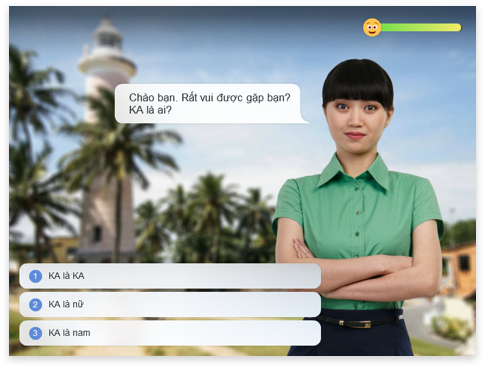 Chào bạn. Rất vui được gặp bạn?
KA là ai?
1 KA là KA
2 KA là nữ
3 KA là nam